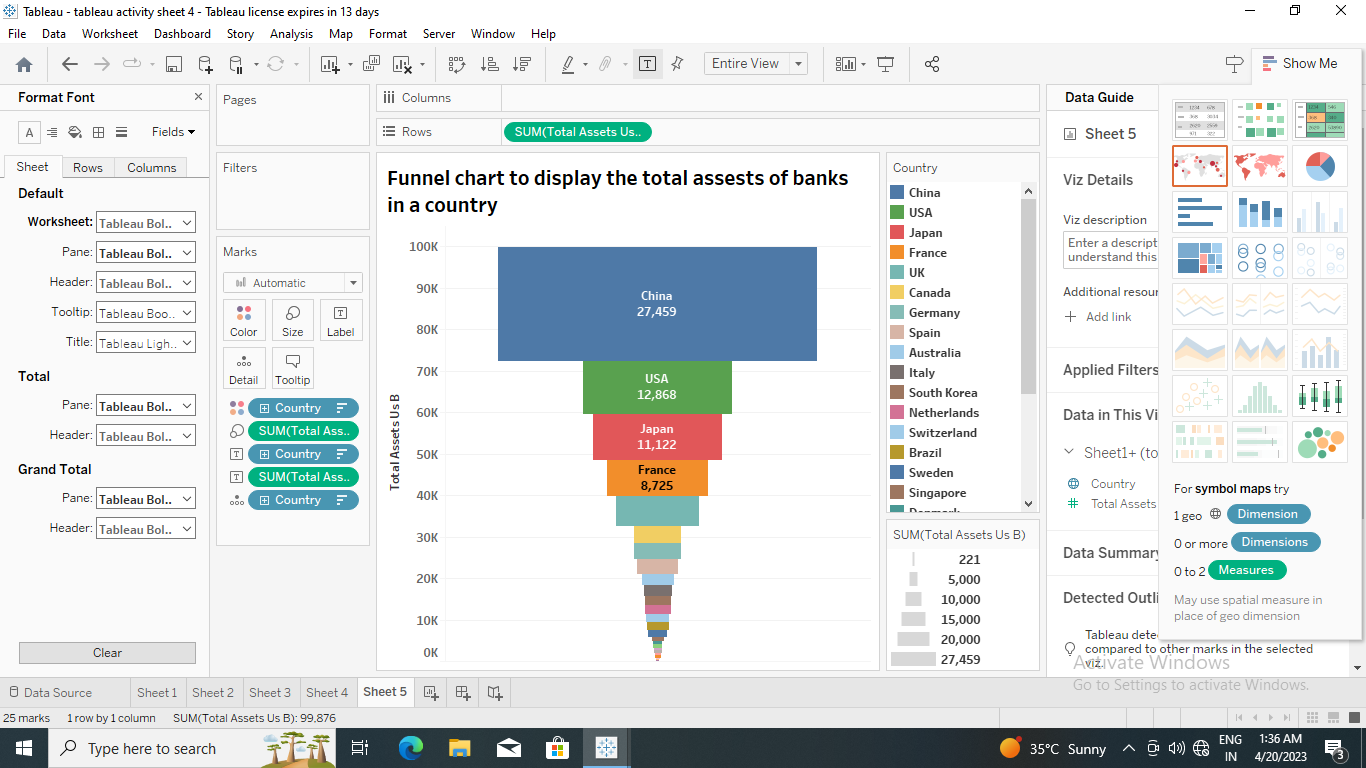 Tableau - tableau activity sheet 4 - Tableau license expires in 13 days
File Data Worksheet Dashboard Story Analysis Map Format Server Window Help
Entire View
Show Me
Format Font
Fields
Sheet Rows Columns
Default
Worksheet: Tableau Bol..
Pane: Tableau Bol..
Header: Tableau Bol..
Tooltip: Tableau Boo..
Title: Tableau Ligh..
Total
Pane: Tableau Bol..
Header: Tableau Bol..
Grand Total
Pane: Tableau Bol..
Header: Tableau Bol..
Clear
Pages
Filters
Marks
Automatic
Color Size Label
Detail Tooltip
Country
SUM(Total Ass..
Country
SUM(Total Ass..
Country
Columns
Rows SUM(Total Assets Us..
Funnel chart to display the total assests of banks
in a country
Total Assets Us B
100K
90K
80K
70K
60K
50K
40K
30K
20K
10K
0K
China
27,459
USA
12,868
Japan
11,122
France
8,725
Country
China
USA
Japan
France
UK
Canada
Germany
Spain
Australia
Italy
South Korea
Netherlands
Switzerland
Brazil
Sweden
Singapore
Denmark
SUM(Total Assets Us B)
221
5,000
10,000
15,000
20,000
27,459
Data Guide
Sheet 5
Viz Details
Viz description
Enter a descript
understand this
Additional resour
Add link
Applied Filters
Data in This Vi
Sheet1+ (to
Country
Total Assets
Data Summary
Detected Outli
Tableau dete
compared to other marks in the selected
viz.
For symbol maps try
1 geo Dimension
0 or more Dimensions
0 to 2 Measures
May use spatial measure in
place of geo dimension
Activate Windows
Go to Settings to activate Windows.
Data Source Sheet 1 Sheet 2 Sheet 3 Sheet 4 Sheet 5
25 marks 1 row by 1 column SUM(Total Assets Us B): 99,876
Type here to search
35°C Sunny
ENG
IN
1:36 AM
4/20/2023
3